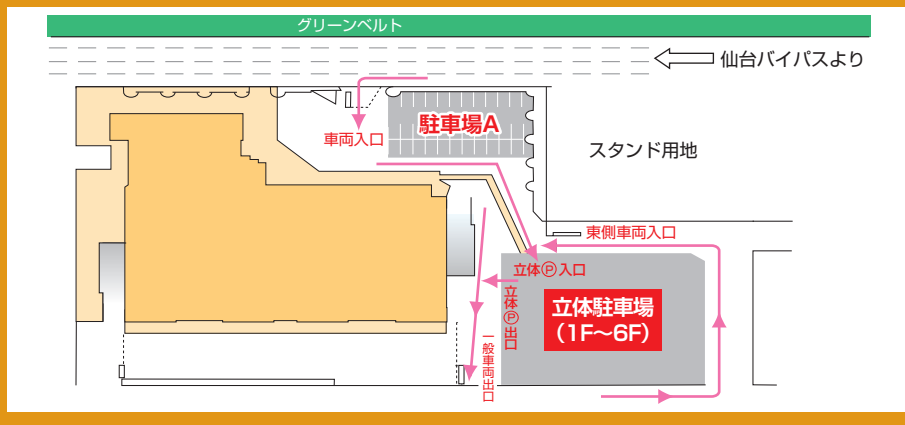 グリーンベルト
仙台バイパスより
車両入口
駐車場A
スタンド用地
東側車両入口
立体Ⓟ入口
立体Ⓟ出口
立体駐車場
（1F〜6F）
一般車両出口